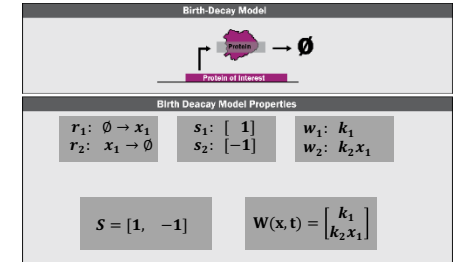 Birth-Decay Model
Protein
Ø
Protein of Interest
Birth Deacay Model Properties
r₁: Ø → x₁
r₂: x₁ → Ø
s₁: [ 1]
s₂: [−1]
w₁: k₁
w₂: k₂x₁
S = [1, −1]
W(x, t) = [k₁
k₂x₁]